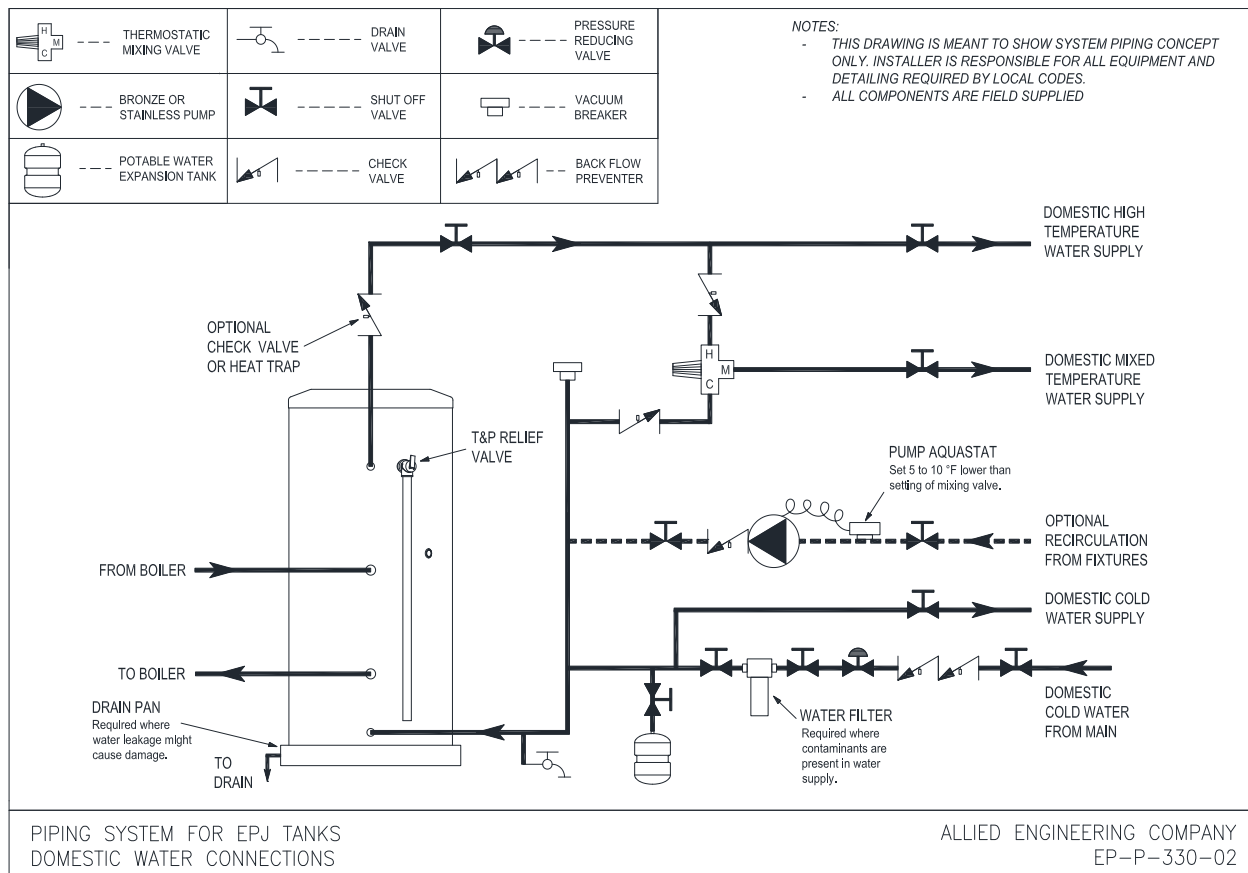 H
M
C
THERMOSTATIC
MIXING VALVE
DRAIN
VALVE
PRESSURE
REDUCING
VALVE
BRONZE OR
STAINLESS PUMP
SHUT OFF
VALVE
VACUUM
BREAKER
POTABLE WATER
EXPANSION TANK
CHECK
VALVE
BACK FLOW
PREVENTER
NOTES:
- THIS DRAWING IS MEANT TO SHOW SYSTEM PIPING CONCEPT
ONLY. INSTALLER IS RESPONSIBLE FOR ALL EQUIPMENT AND
DETAILING REQUIRED BY LOCAL CODES.
- ALL COMPONENTS ARE FIELD SUPPLIED
DOMESTIC HIGH
TEMPERATURE
WATER SUPPLY
OPTIONAL
CHECK VALVE
OR HEAT TRAP
H
M
C
DOMESTIC MIXED
TEMPERATURE
WATER SUPPLY
T&P RELIEF
VALVE
PUMP AQUASTAT
Set 5 to 10 °F lower than
setting of mixing valve.
OPTIONAL
RECIRCULATION
FROM FIXTURES
FROM BOILER
DOMESTIC COLD
WATER SUPPLY
TO BOILER
DRAIN PAN
Required where
water leakage might
cause damage.
TO
DRAIN
WATER FILTER
Required where
contaminants are
present in water
supply.
DOMESTIC
COLD WATER
FROM MAIN
PIPING SYSTEM FOR EPJ TANKS
DOMESTIC WATER CONNECTIONS
ALLIED ENGINEERING COMPANY
EP-P-330-02